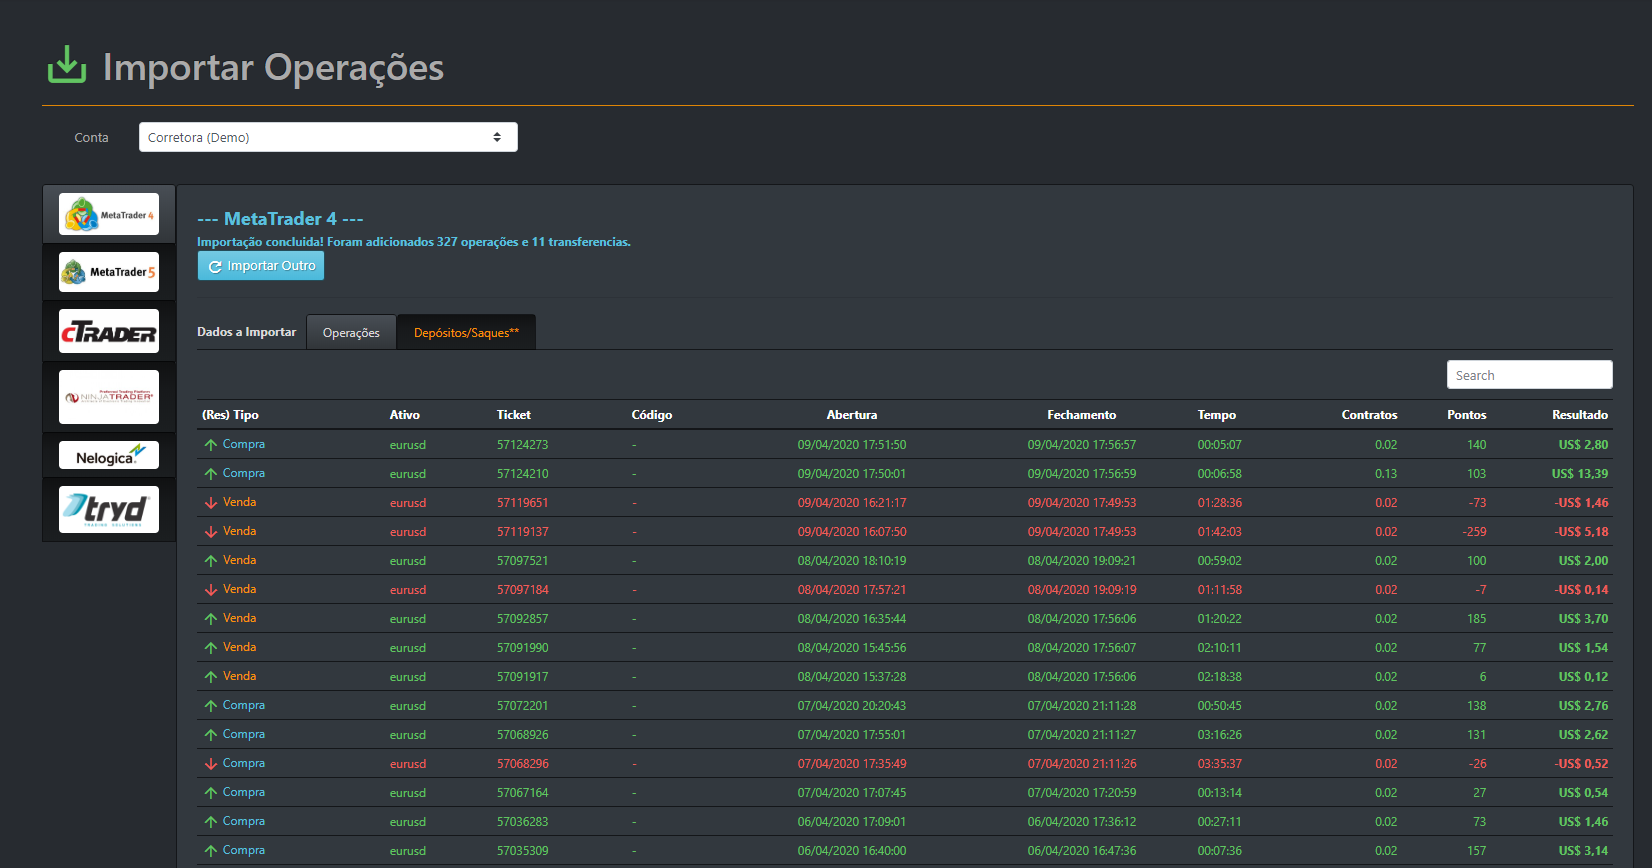 Importar Operações
Conta Corretora (Demo)
MetaTrader 4
MetaTrader 5
cTRADER
NINJATRADER
Nelogica
tryd
TRADING SOLUTIONS
--- MetaTrader 4 ---
Importação concluida! Foram adicionados 327 operações e 11 transferencias.
Importar Outro
Dados a Importar Operações Depósitos/Saques**
Search
(Res) Tipo Ativo Ticket Código Abertura Fechamento Tempo Contratos Pontos Resultado
Compra eurusd 57124273 - 09/04/2020 17:51:50 09/04/2020 17:56:57 00:05:07 0.02 140 US$ 2,80
Compra eurusd 57124210 - 09/04/2020 17:50:01 09/04/2020 17:56:59 00:06:58 0.13 103 US$ 13,39
Venda eurusd 57119651 - 09/04/2020 16:21:17 09/04/2020 17:49:53 01:28:36 0.02 -73 -US$ 1,46
Venda eurusd 57119137 - 09/04/2020 16:07:50 09/04/2020 17:49:53 01:42:03 0.02 -259 -US$ 5,18
Venda eurusd 57097521 - 08/04/2020 18:10:19 08/04/2020 19:09:21 00:59:02 0.02 100 US$ 2,00
Venda eurusd 57097184 - 08/04/2020 17:57:21 08/04/2020 19:09:19 01:11:58 0.02 -7 -US$ 0,14
Venda eurusd 57092857 - 08/04/2020 16:35:44 08/04/2020 17:56:06 01:20:22 0.02 185 US$ 3,70
Venda eurusd 57091990 - 08/04/2020 15:45:56 08/04/2020 17:56:07 02:10:11 0.02 77 US$ 1,54
Venda eurusd 57091917 - 08/04/2020 15:37:28 08/04/2020 17:56:06 02:18:38 0.02 6 US$ 0,12
Compra eurusd 57072201 - 07/04/2020 20:20:43 07/04/2020 21:11:28 00:50:45 0.02 138 US$ 2,76
Compra eurusd 57068926 - 07/04/2020 17:55:01 07/04/2020 21:11:27 03:16:26 0.02 131 US$ 2,62
Compra eurusd 57068296 - 07/04/2020 17:35:49 07/04/2020 21:11:26 03:35:37 0.02 -26 -US$ 0,52
Compra eurusd 57067164 - 07/04/2020 17:07:45 07/04/2020 17:20:59 00:13:14 0.02 27 US$ 0,54
Compra eurusd 57036283 - 06/04/2020 17:09:01 06/04/2020 17:36:12 00:27:11 0.02 73 US$ 1,46
Compra eurusd 57035309 - 06/04/2020 16:40:00 06/04/2020 16:47:36 00:07:36 0.02 157 US$ 3,14